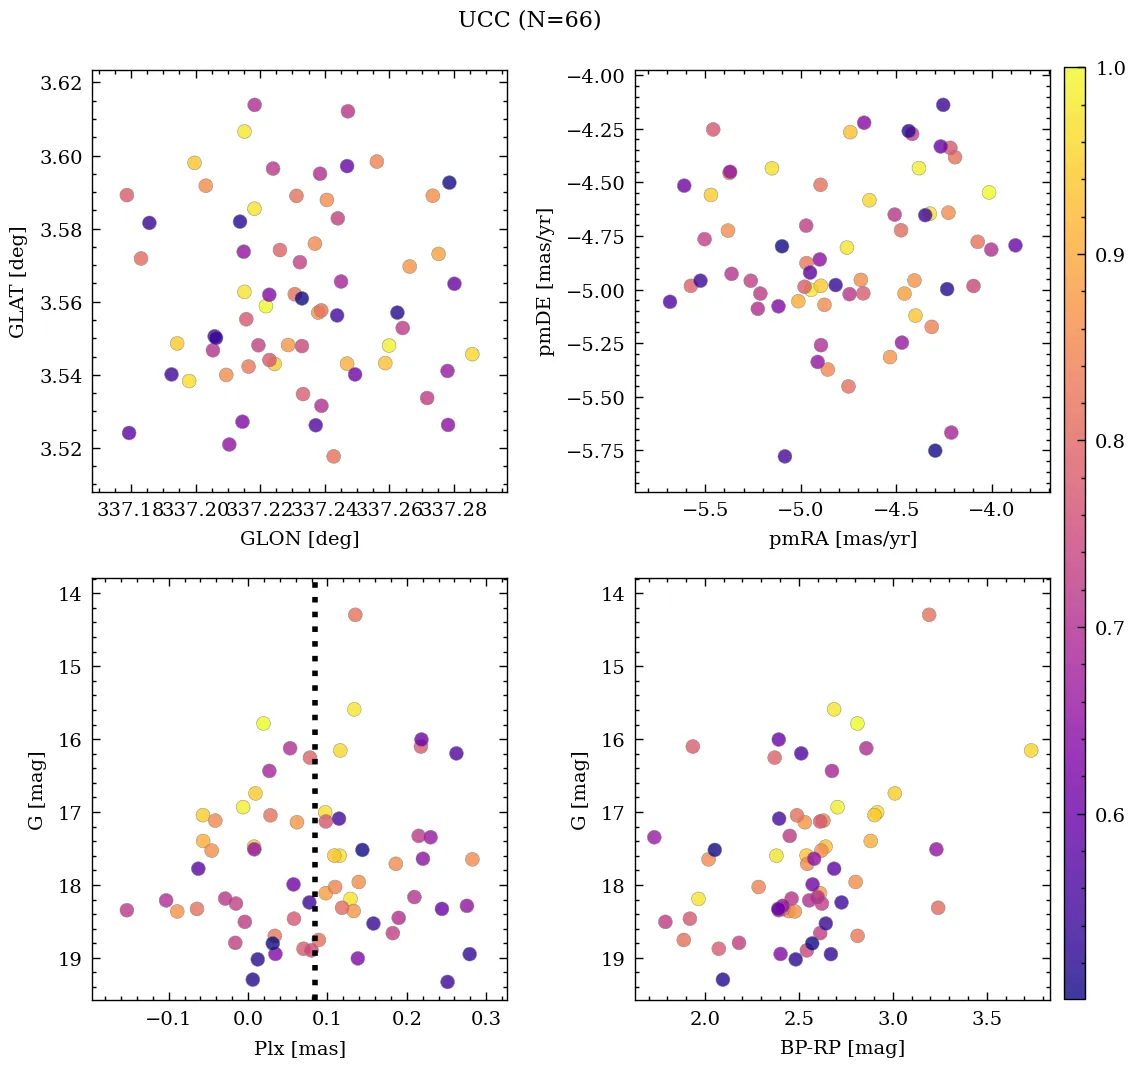 UCC (N=66)
3.62
3.60
3.58
3.56
3.54
3.52
GLAT [deg]
337.18 337.20 337.22 337.24 337.26 337.28
GLON [deg]
−4.00
−4.25
−4.50
−4.75
−5.00
−5.25
−5.50
−5.75
pmDE [mas/yr]
−5.5 −5.0 −4.5 −4.0
pmRA [mas/yr]
1.0
0.9
0.8
0.7
0.6
14
15
16
17
18
19
G [mag]
−0.1 0.0 0.1 0.2 0.3
Plx [mas]
14
15
16
17
18
19
G [mag]
2.0 2.5 3.0 3.5
BP-RP [mag]